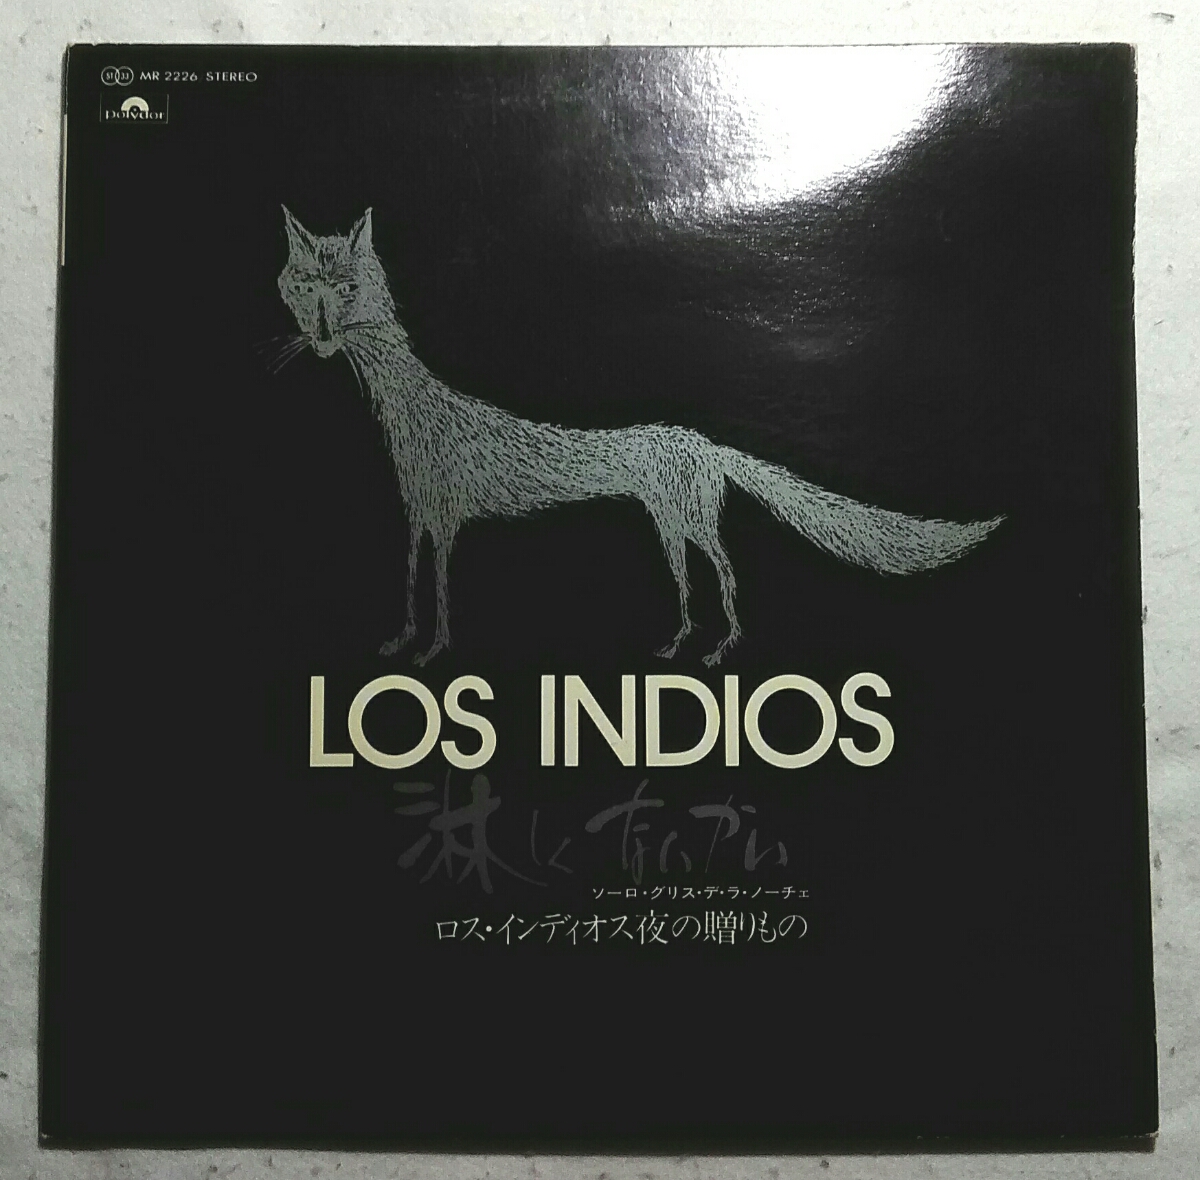 ST 33 MR 2226 STEREO
polydor
LOS INDIOS
淋しくないかい
ソーロ・グリス・デ・ラ・ノーチェ
ロス・インディオス夜の贈りもの